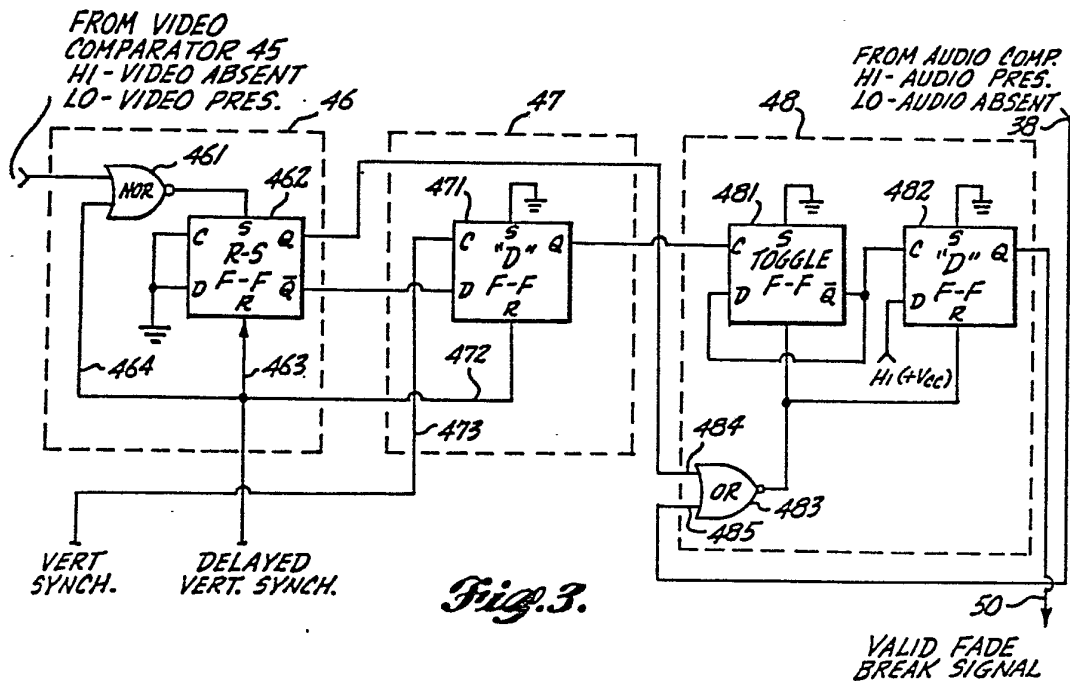 FROM VIDEO
COMPARATOR 45
HI-VIDEO ABSENT
LO-VIDEO PRES.
46
47
48
FROM AUDIO COMP.
HI-AUDIO PRES.
LO-AUDIO ABSENT
38
461
NOR
462
S
C
R-S
Q
D
F-F
Q̅
R
464
463
471
S
C
"D"
Q
D
F-F
R
472
473
481
S
C
TOGGLE
D
F-F
Q̅
482
S
C
"D"
Q
D
F-F
R
HI (+VCC)
484
OR
483
485
VERT
SYNCH.
DELAYED
VERT. SYNCH.
Fig.3.
50
VALID FADE
BREAK SIGNAL